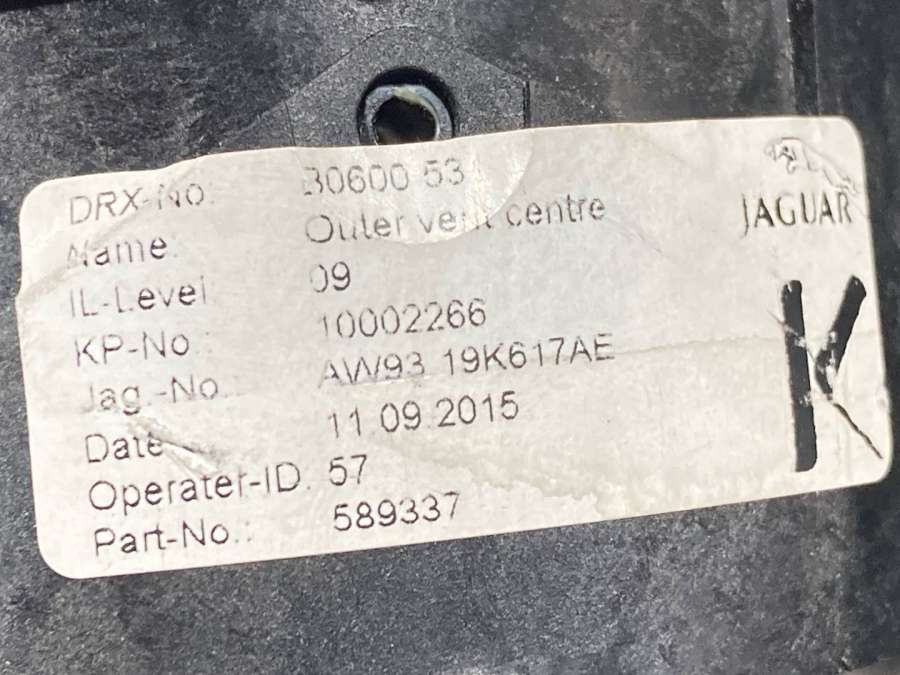 DRX-No: 30600 53
Name: Outer vent centre
IL-Level 09
KP-No.: 10002266
Jag.-No.: AW93 19K617AE
Date 11 09.2015
Operater-ID. 57
Part-No.: 589337
JAGUAR
K